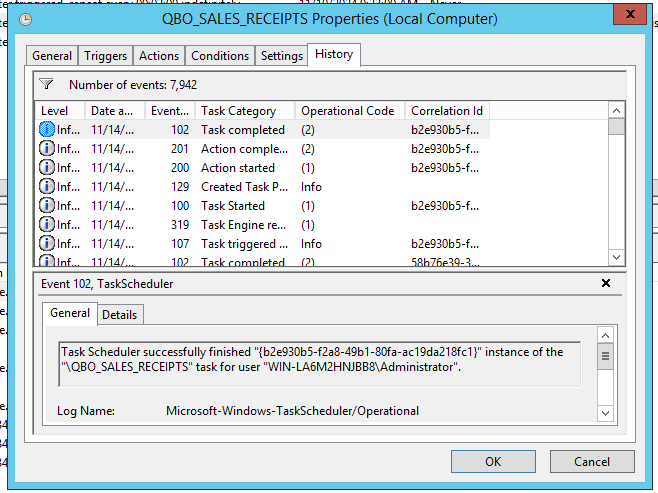 QBO_SALES_RECEIPTS Properties (Local Computer)
General Triggers Actions Conditions Settings History
Number of events: 7,942
Level Date a... Event... Task Category Operational Code Correlation Id
Inf... 11/14/... 102 Task completed (2) b2e930b5-f...
Inf... 11/14/... 201 Action comple... (2) b2e930b5-f...
Inf... 11/14/... 200 Action started (1) b2e930b5-f...
Inf... 11/14/... 129 Created Task P... Info
Inf... 11/14/... 100 Task Started (1) b2e930b5-f...
Inf... 11/14/... 319 Task Engine re... (1)
Inf... 11/14/... 107 Task triggered ... Info b2e930b5-f...
Inf... 11/14/... 102 Task completed (2) 58b76e39-3...
Event 102, TaskScheduler
General Details
Task Scheduler successfully finished "{b2e930b5-f2a8-49b1-80fa-ac19da218fc1}" instance of the
"\QBO_SALES_RECEIPTS" task for user "WIN-LA6M2HNJBB8\Administrator".
Log Name: Microsoft-Windows-TaskScheduler/Operational
OK Cancel